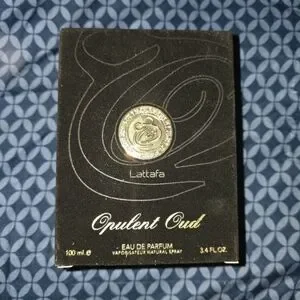 Lattafa
Opulent Oud
EAU DE PARFUM
VAPORISATEUR NATURAL SPRAY
100 ml. e
3.4 FL.OZ.